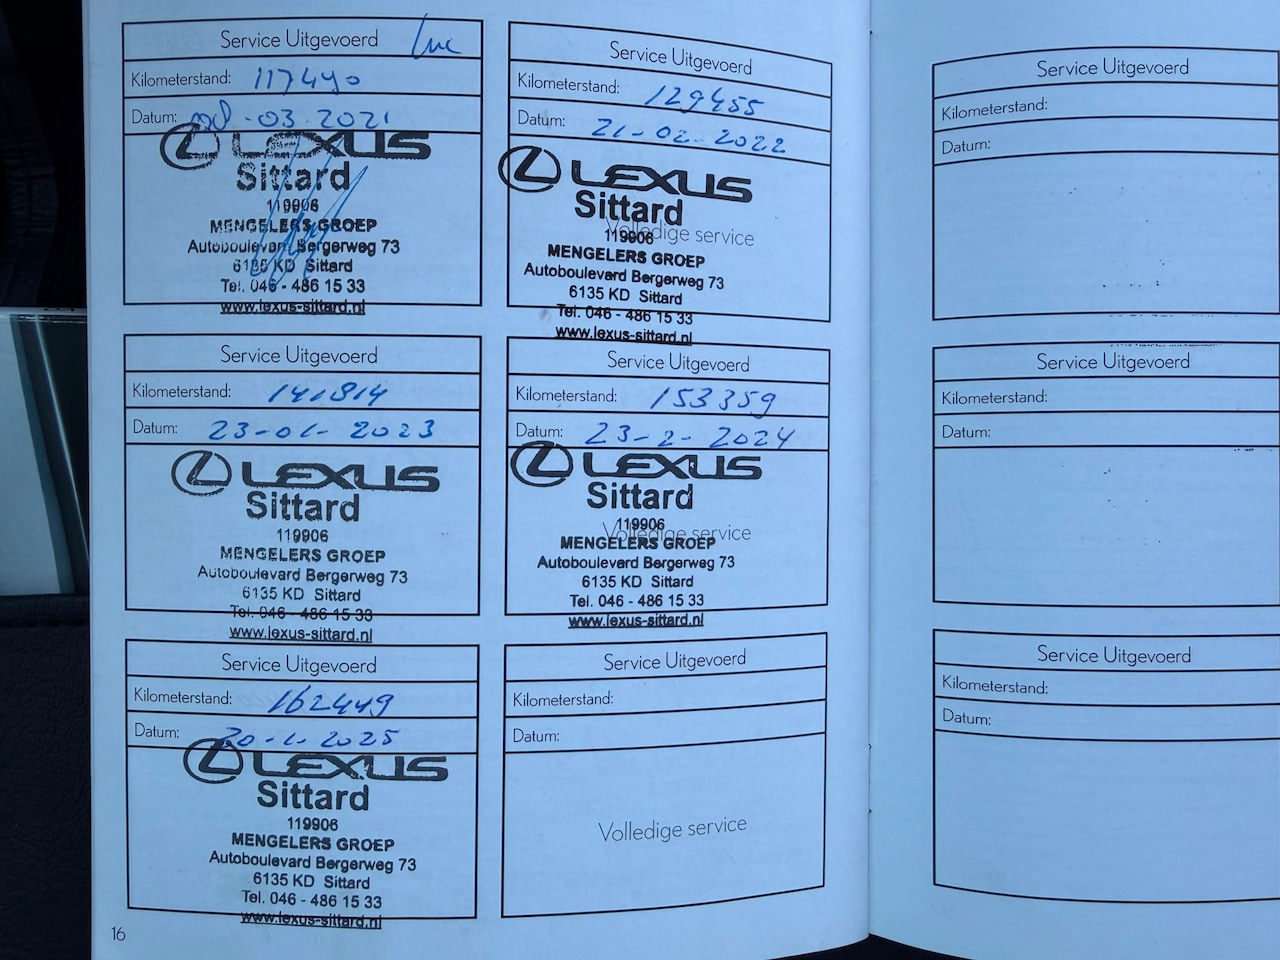 Service Uitgevoerd Luc
Kilometerstand: 117490
Datum: -03-2021
LEXUS
Sittard
119906
MENGELERS GROEP
Autoboulevard Bergerweg 73
6135 KD Sittard
Tel. 046 - 486 15 33
www.lexus-sittard.nl
Service Uitgevoerd
Kilometerstand: 129455
Datum: 21-02-2022
LEXUS
Sittard
Volledige service
119906
MENGELERS GROEP
Autoboulevard Bergerweg 73
6135 KD Sittard
Tel. 046 - 486 15 33
www.lexus-sittard.nl
Service Uitgevoerd
Kilometerstand: 141814
Datum: 23-01-2023
LEXUS
Sittard
119906
MENGELERS GROEP
Autoboulevard Bergerweg 73
6135 KD Sittard
Tel. 046 - 486 15 33
www.lexus-sittard.nl
Service Uitgevoerd
Kilometerstand: 153359
Datum: 23-2-2024
LEXUS
Sittard
119906
Volledige service
MENGELERS GROEP
Autoboulevard Bergerweg 73
6135 KD Sittard
Tel. 046 - 486 15 33
www.lexus-sittard.nl
Service Uitgevoerd
Kilometerstand: 162449
Datum: 20-1-2025
LEXUS
Sittard
119906
MENGELERS GROEP
Autoboulevard Bergerweg 73
6135 KD Sittard
Tel. 046 - 486 15 33
www.lexus-sittard.nl
Service Uitgevoerd
Kilometerstand:
Datum:
Volledige service
16
Service Uitgevoerd
Kilometerstand:
Datum:
Service Uitgevoerd
Kilometerstand:
Datum:
Service Uitgevoerd
Kilometerstand:
Datum: